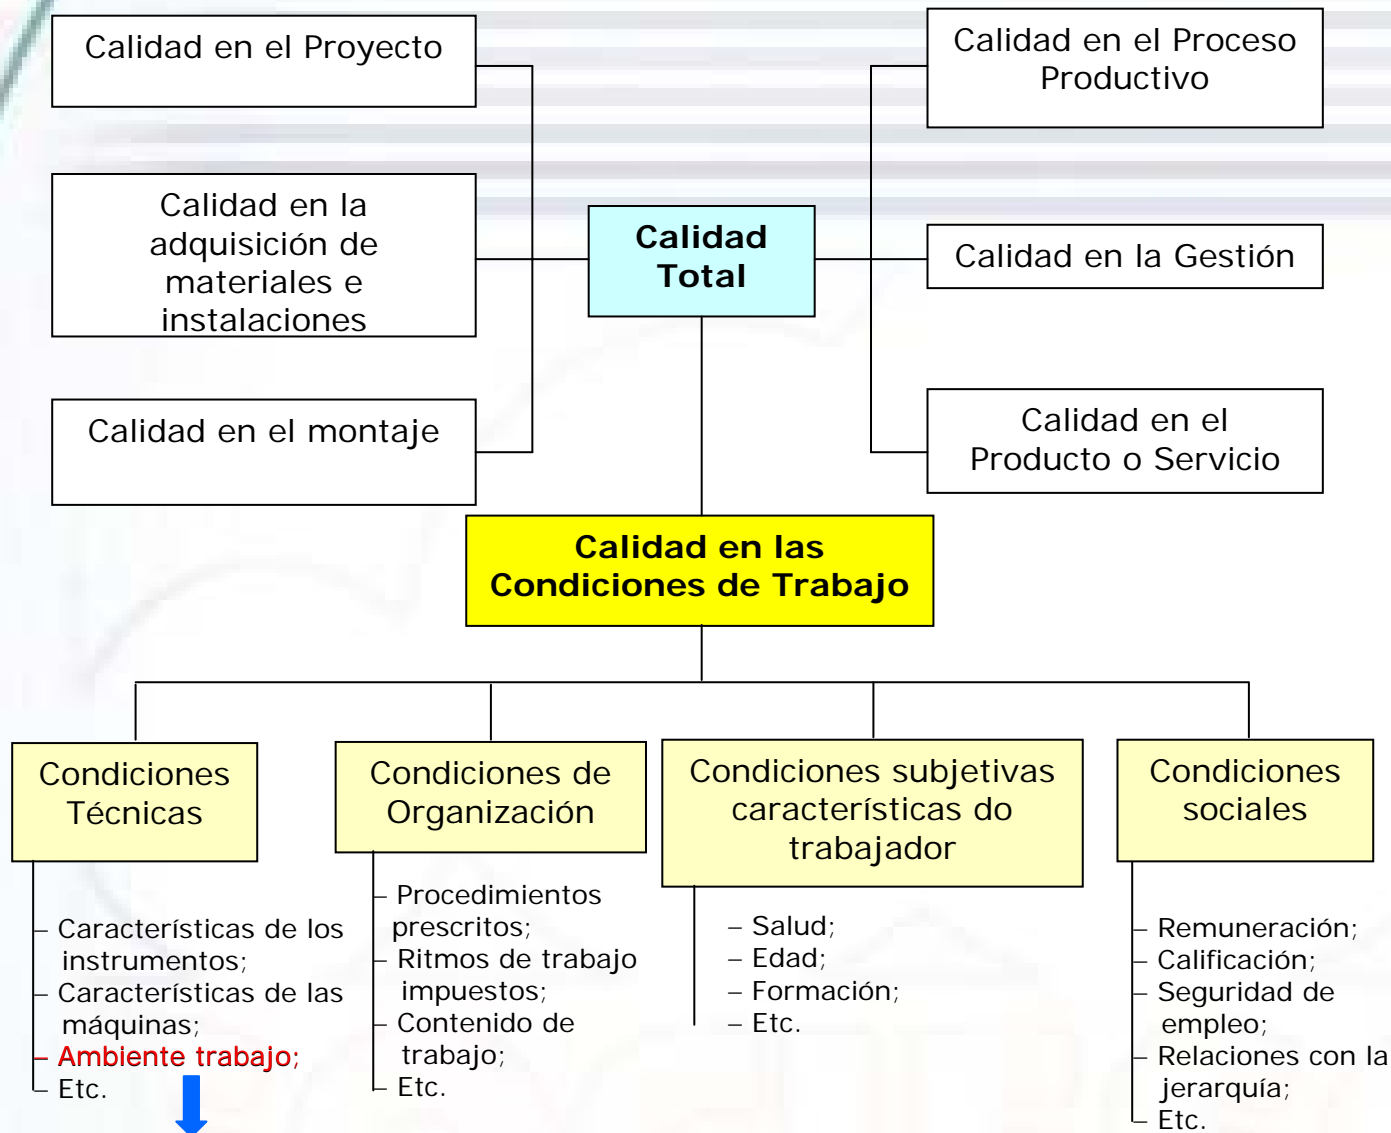 Calidad en el Proyecto
Calidad en la
adquisición de
materiales e
instalaciones
Calidad en el montaje
Calidad
Total
Calidad en el Proceso
Productivo
Calidad en la Gestión
Calidad en el
Producto o Servicio
Calidad en las
Condiciones de Trabajo
Condiciones
Técnicas
– Características de los
instrumentos;
– Características de las
máquinas;
– Ambiente trabajo;
– Etc.
Condiciones de
Organización
– Procedimientos
prescritos;
– Ritmos de trabajo
impuestos;
– Contenido de
trabajo;
– Etc.
Condiciones subjetivas
características do
trabajador
– Salud;
– Edad;
– Formación;
– Etc.
Condiciones
sociales
– Remuneración;
– Calificación;
– Seguridad de
empleo;
– Relaciones con la
jerarquía;
– Etc.